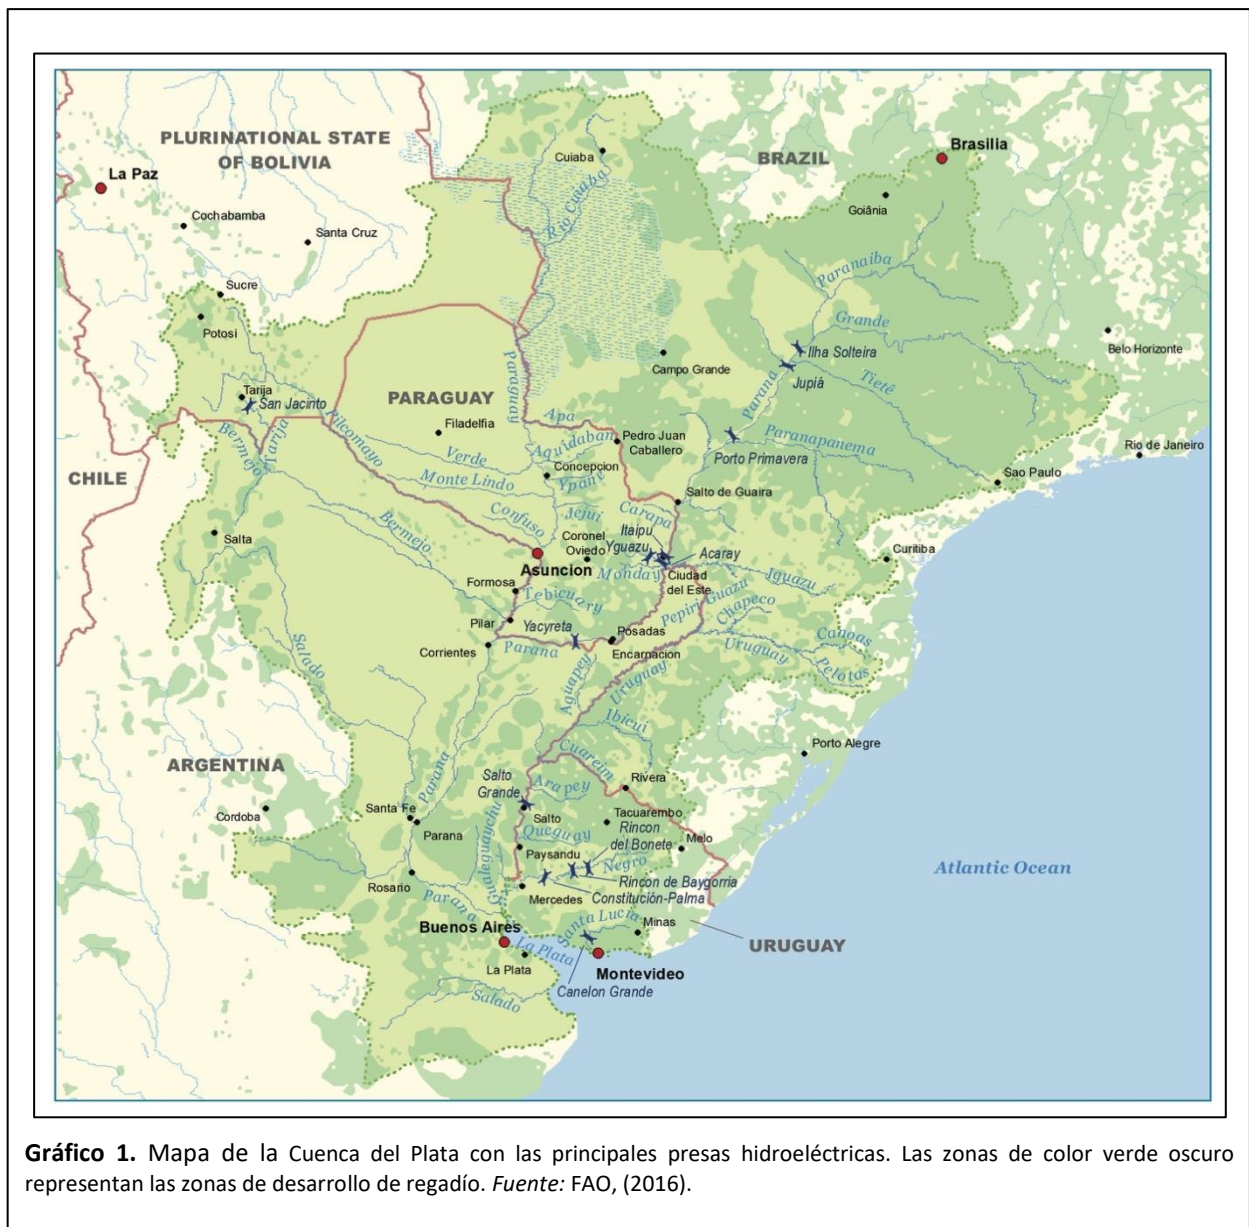 PLURINATIONAL STATE
OF BOLIVIA
BRAZIL
Brasilia
La Paz
Cuiaba
Rio Cuiaba
Goiânia
Cochabamba
Santa Cruz
Paranaiba
Sucre
Potosi
Grande
Belo Horizonte
Ilha Solteira
Campo Grande
Jupiá
Tietê
Paraguay
Parana
Tarija
San Jacinto
PARAGUAY
Filadelfia
Apa
Pedro Juan
Caballero
Paranapanema
Porto Primavera
Rio de Janeiro
Bermejo
Tarija
Pilcomayo
Verde
Aquidaban
Concepcion
Ypane
Monte Lindo
Sao Paulo
CHILE
Salto de Guaira
Confuso
Jejui
Carapa
Bermejo
Itaipu
Yguazu
Coronel
Oviedo
Acaray
Salta
Asuncion
Monday
Ciudad
del Este
Iguazu
Curitiba
Formosa
Tebicuary
Pepiri Guazu
Chapeco
Pilar
Yacyreta
Posadas
Canoas
Corrientes
Parana
Encarnacion
Uruguay
Pelotas
Salado
Aguapey
Uruguay
Ibicui
Cuareim
Porto Alegre
ARGENTINA
Parana
Salto
Grande
Arapey
Rivera
Cordoba
Santa Fe
Parana
Salto
Tacuarembo
Queguay
Rincon
del Bonete
Melo
Gualeguaychu
Paysandu
Negro
Rosario
Rincon de Baygorria
Mercedes
Constitución-Palma
Atlantic Ocean
Parana
Santa Lucia
Minas
Buenos Aires
La Plata
URUGUAY
La Plata
Montevideo
Canelon Grande
Salado
Gráfico 1. Mapa de la Cuenca del Plata con las principales presas hidroeléctricas. Las zonas de color verde oscuro
representan las zonas de desarrollo de regadío. Fuente: FAO, (2016).